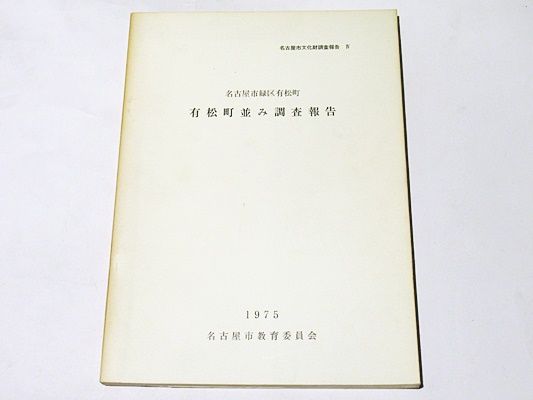 名古屋市文化財調査報告 Ⅳ
名古屋市緑区有松町
有松町並み調査報告
1975
名古屋市教育委員会